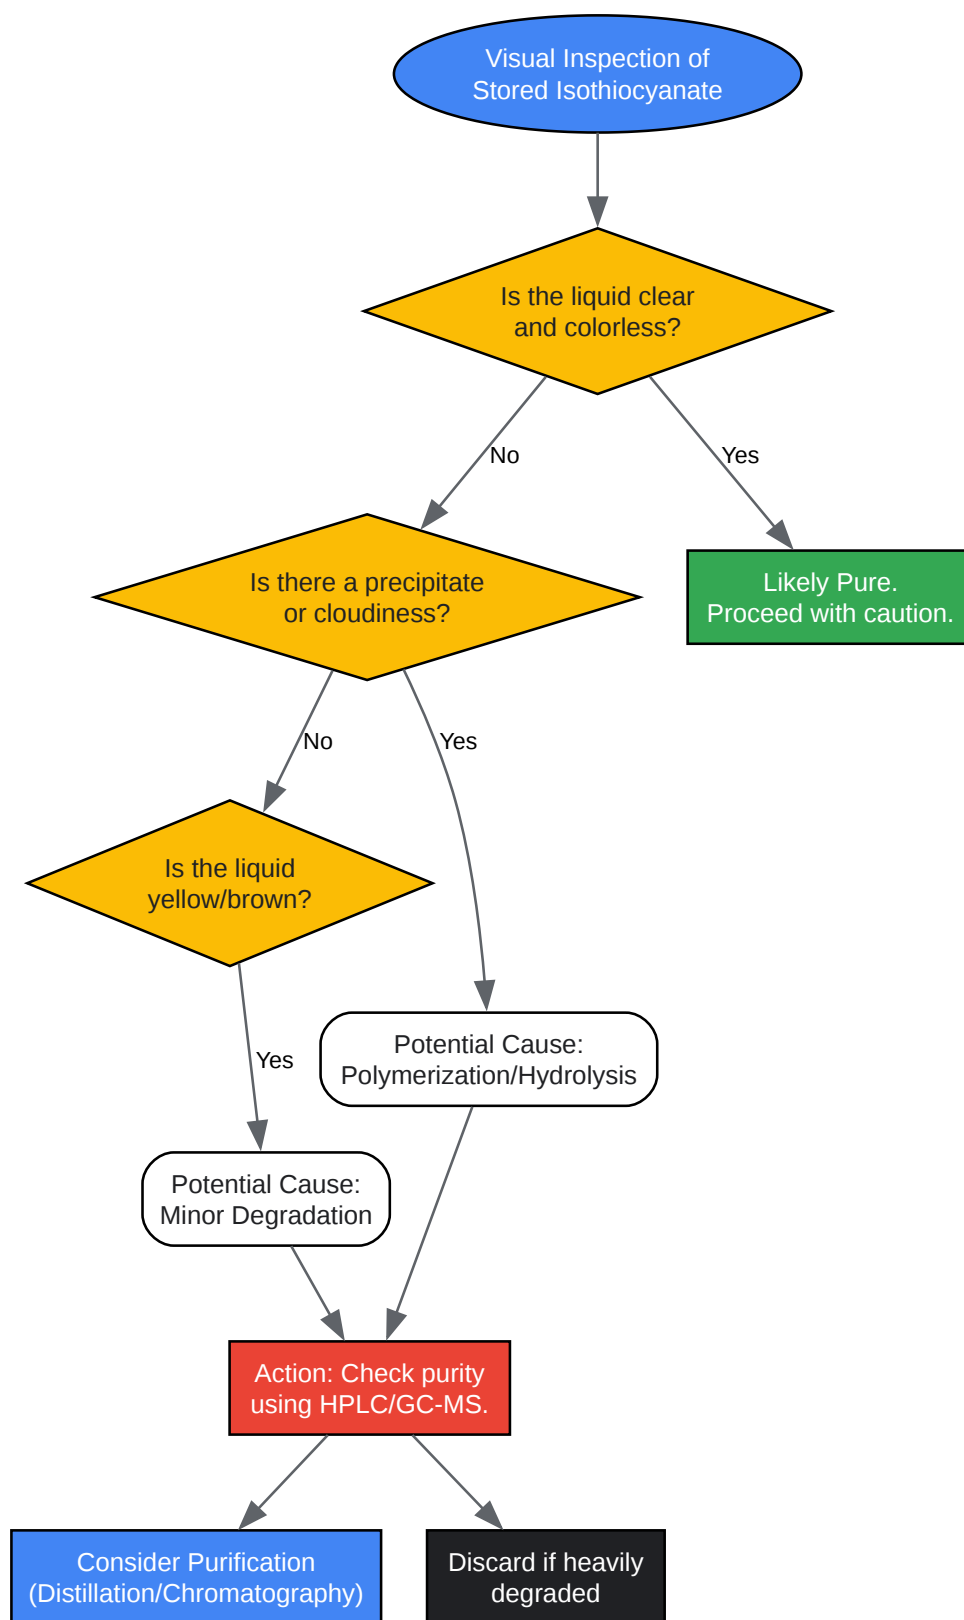 Visual Inspection of
Stored Isothiocyanate
Is the liquid clear
and colorless?
No
Yes
Is there a precipitate
or cloudiness?
Likely Pure.
Proceed with caution.
No
Yes
Is the liquid
yellow/brown?
Yes
Potential Cause:
Polymerization/Hydrolysis
Potential Cause:
Minor Degradation
Action: Check purity
using HPLC/GC-MS.
Consider Purification
(Distillation/Chromatography)
Discard if heavily
degraded